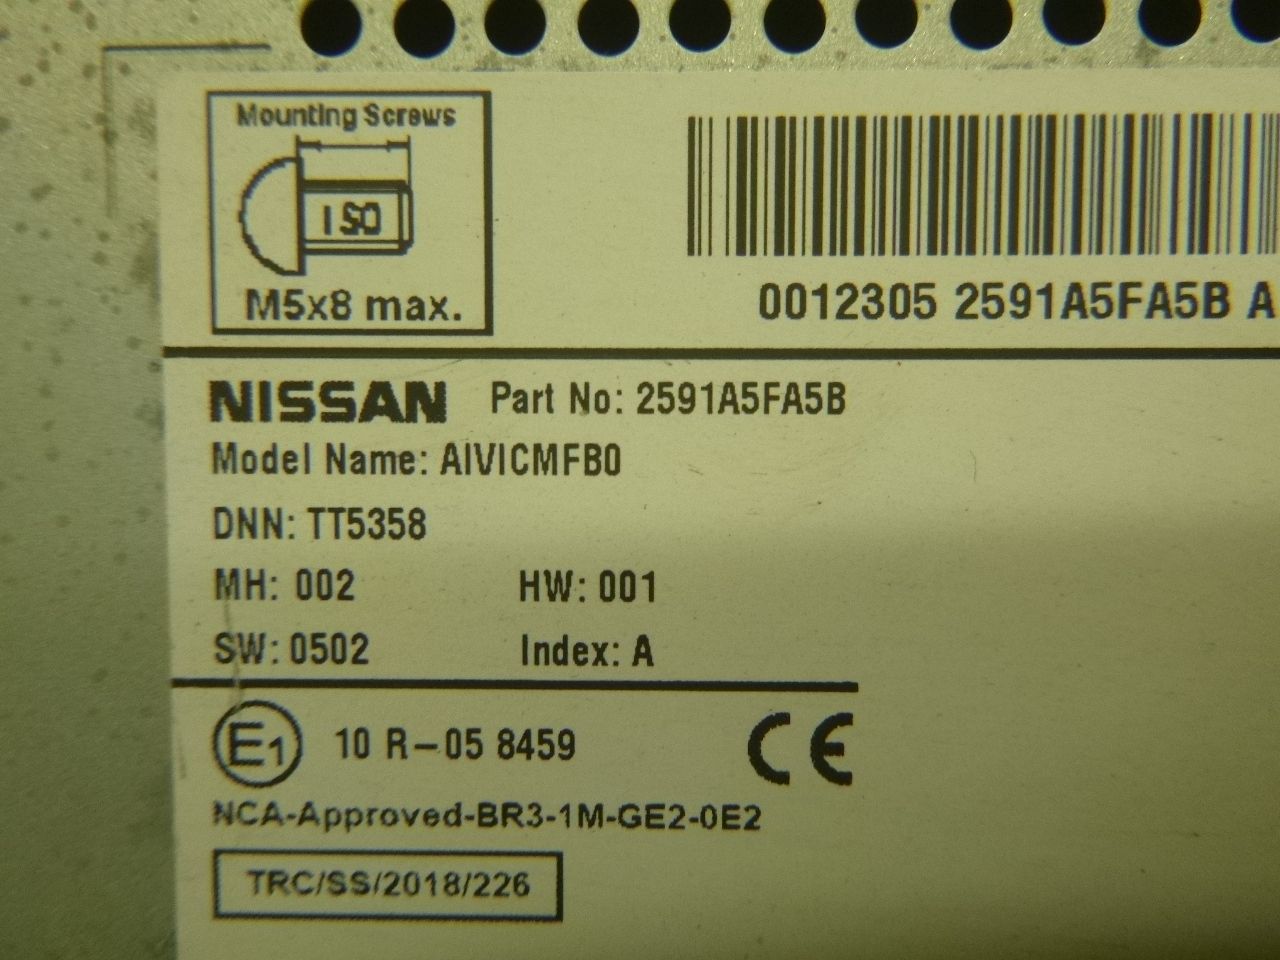 Mounting Screws
ISO
M5x8 max.
0012305 2591A5FA5B A
NISSAN Part No: 2591A5FA5B
Model Name: AIVICMFB0
DNN: TT5358
MH: 002 HW: 001
SW: 0502 Index: A
E1 10 R-05 8459 CE
NCA-Approved-BR3-1M-GE2-0E2
TRC/SS/2018/226